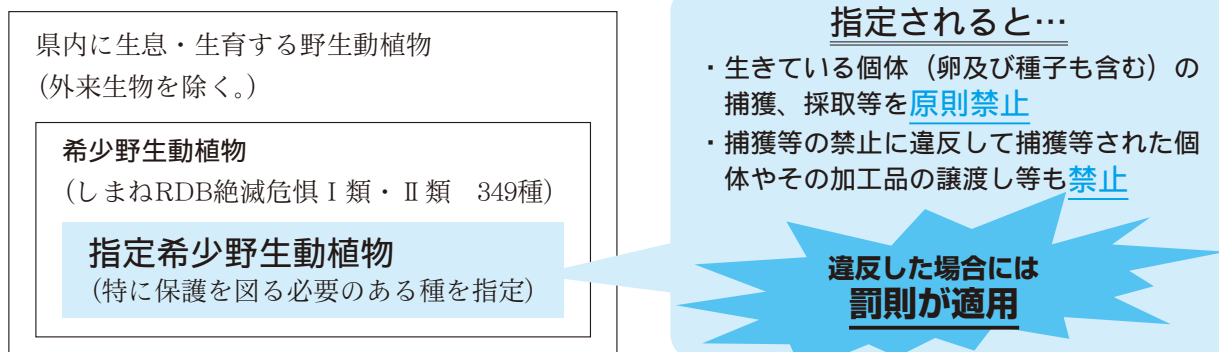 県内に生息・生育する野生動植物
(外来生物を除く。)
希少野生動植物
(しまねRDB絶滅危惧Ⅰ類・Ⅱ類　349種)
指定希少野生動植物
(特に保護を図る必要のある種を指定)
指定されると…
・生きている個体（卵及び種子も含む）の
捕獲、採取等を原則禁止
・捕獲等の禁止に違反して捕獲等された個
体やその加工品の譲渡し等も禁止
違反した場合には
罰則が適用